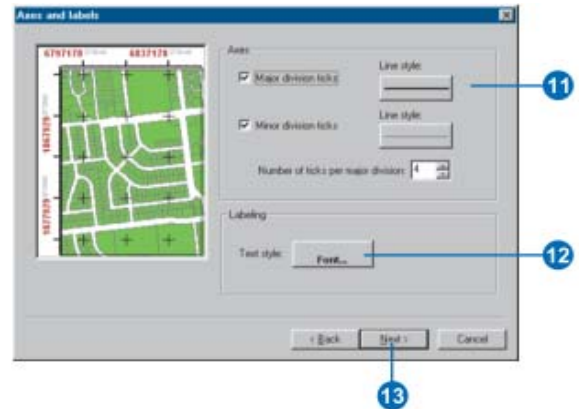 Axes and labels
6797178 6837178
1867929
1827929
Axes
Major division ticks
Line style:
11
Minor division ticks
Line style:
Number of ticks per major division: 4
Labeling
Text style: Font...
12
< Back Next > Cancel
13